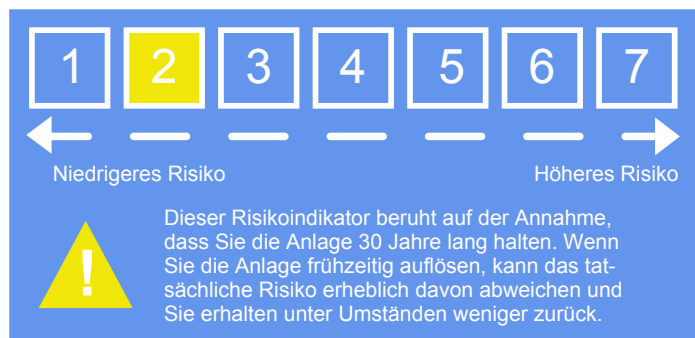 1 2 3 4 5 6 7
Niedrigeres Risiko Höheres Risiko
Dieser Risikoindikator beruht auf der Annahme,
dass Sie die Anlage 30 Jahre lang halten. Wenn
Sie die Anlage frühzeitig auflösen, kann das tat-
sächliche Risiko erheblich davon abweichen und
Sie erhalten unter Umständen weniger zurück.
!